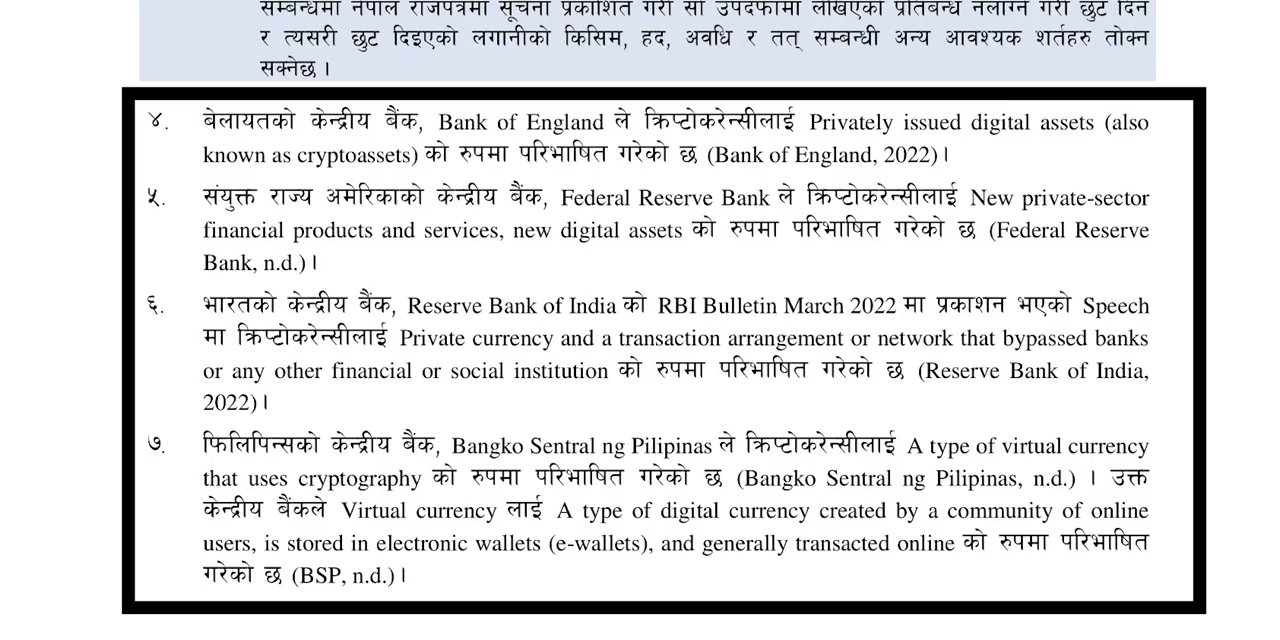 सम्बन्धमा नेपाल राजपत्रमा सूचना प्रकाशित गरी सो उपदफामा लेखिएको प्रतिबन्ध नलाग्ने गरी छुट दिन
र त्यसरी छुट दिइएको लगानीको किसिम, हद, अवधि र तत् सम्बन्धी अन्य आवश्यक शर्तहरु तोक्न
सक्नेछ ।
४. बेलायतको केन्द्रीय बैंक, Bank of England ले क्रिप्टोकरेन्सीलाई Privately issued digital assets (also
known as cryptoassets) को रुपमा परिभाषित गरेको छ (Bank of England, 2022) ।
५. संयुक्त राज्य अमेरिकाको केन्द्रीय बैंक, Federal Reserve Bank ले क्रिप्टोकरेन्सीलाई New private-sector
financial products and services, new digital assets को रुपमा परिभाषित गरेको छ (Federal Reserve
Bank, n.d.) ।
६. भारतको केन्द्रीय बैंक, Reserve Bank of India को RBI Bulletin March 2022 मा प्रकाशन भएको Speech
मा क्रिप्टोकरेन्सीलाई Private currency and a transaction arrangement or network that bypassed banks
or any other financial or social institution को रुपमा परिभाषित गरेको छ (Reserve Bank of India,
2022) ।
७. फिलिपिन्सको केन्द्रीय बैंक, Bangko Sentral ng Pilipinas ले क्रिप्टोकरेन्सीलाई A type of virtual currency
that uses cryptography को रुपमा परिभाषित गरेको छ (Bangko Sentral ng Pilipinas, n.d.) । उक्त
केन्द्रीय बैंकले Virtual currency लाई A type of digital currency created by a community of online
users, is stored in electronic wallets (e-wallets), and generally transacted online को रुपमा परिभाषित
गरेको छ (BSP, n.d.) ।